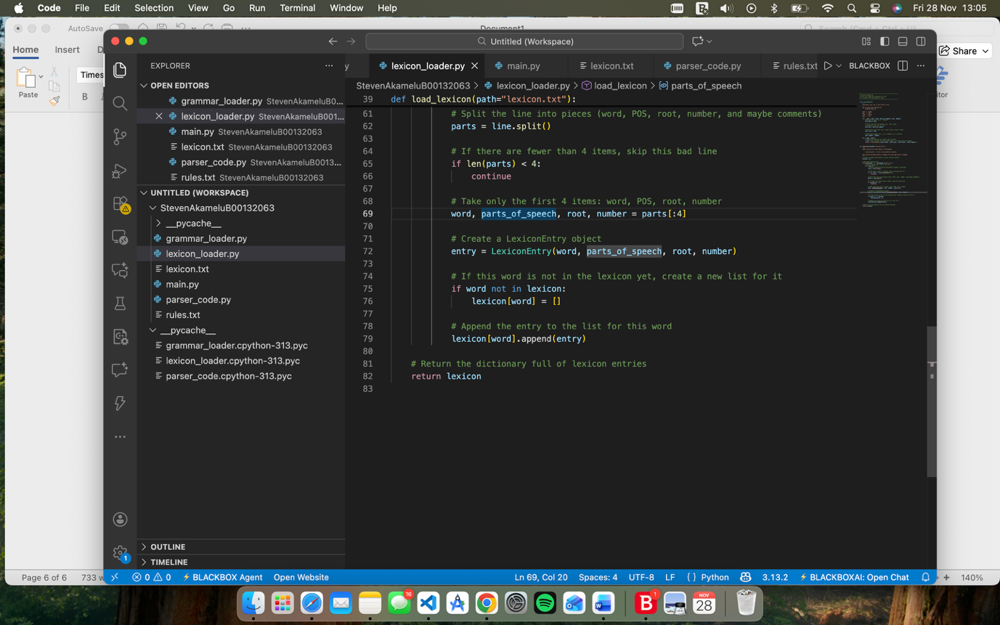 Code File Edit Selection View Go Run Terminal Window Help Fri 28 Nov 13:05
AutoSave Document1 Search (Cmd + Ctrl + U)
Home Insert
Share
Paste
Times
B
Untitled (Workspace)
EXPLORER
lexicon_loader.py main.py lexicon.txt parser_code.py rules.txt BLACKBOX
StevenAkameluB00132063 > lexicon_loader.py > load_lexicon > parts_of_speech
OPEN EDITORS
grammar_loader.py StevenAkameluB0...
lexicon_loader.py StevenAkameluB001...
main.py StevenAkameluB00132063
lexicon.txt StevenAkameluB00132063
parser_code.py StevenAkameluB0013...
rules.txt StevenAkameluB00132063
UNTITLED (WORKSPACE)
StevenAkameluB00132063
__pycache__
grammar_loader.py
lexicon_loader.py
lexicon.txt
main.py
parser_code.py
rules.txt
__pycache__
grammar_loader.cpython-313.pyc
lexicon_loader.cpython-313.pyc
parser_code.cpython-313.pyc
OUTLINE
TIMELINE
39 def load_lexicon(path="lexicon.txt"):
61 # Split the line into pieces (word, POS, root, number, and maybe comments)
62 parts = line.split()
63
64 # If there are fewer than 4 items, skip this bad line
65 if len(parts) < 4:
66 continue
67
68 # Take only the first 4 items: word, POS, root, number
69 word, parts_of_speech, root, number = parts[:4]
70
71 # Create a LexiconEntry object
72 entry = LexiconEntry(word, parts_of_speech, root, number)
73
74 # If this word is not in the lexicon yet, create a new list for it
75 if word not in lexicon:
76 lexicon[word] = []
77
78 # Append the entry to the list for this word
79 lexicon[word].append(entry)
80
81 # Return the dictionary full of lexicon entries
82 return lexicon
83
1
0 0 BLACKBOX Agent Open Website Ln 69, Col 20 Spaces: 4 UTF-8 LF { } Python 3.13.2 BLACKBOXAI: Open Chat
Page 6 of 6 733 140%
16
1
NOV
28